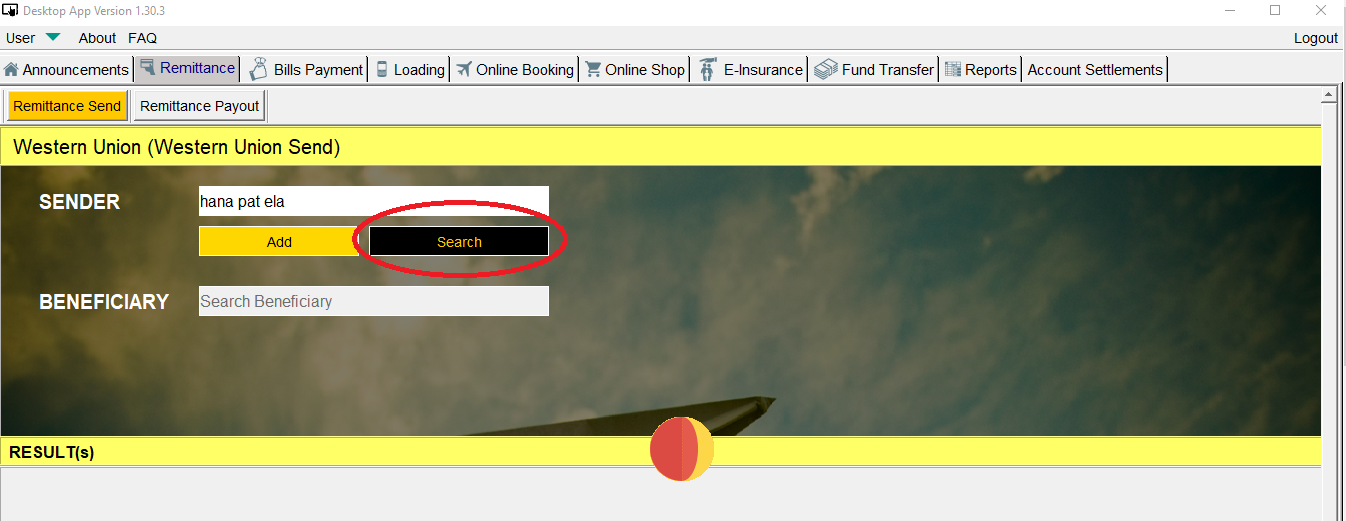 Desktop App Version 1.30.3
User About FAQ Logout
Announcements Remittance Bills Payment Loading Online Booking Online Shop E-Insurance Fund Transfer Reports Account Settlements
Remittance Send Remittance Payout
Western Union (Western Union Send)
SENDER hana pat ela
Add Search
BENEFICIARY Search Beneficiary
RESULT(s)